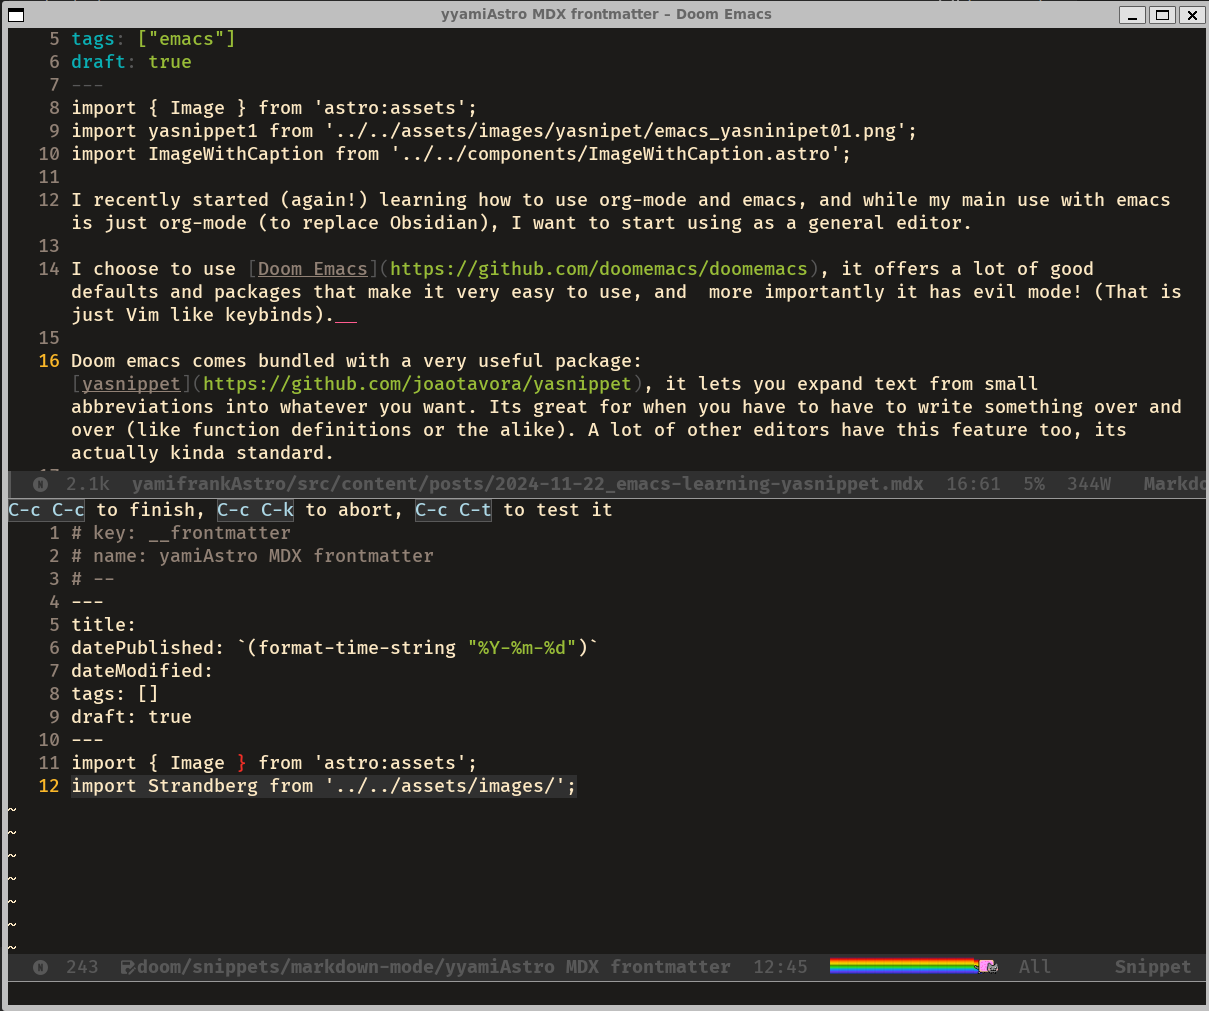 yyamiAstro MDX frontmatter – Doom Emacs
5 tags: ["emacs"]
6 draft: true
7 ---
8 import { Image } from 'astro:assets';
9 import yasnippet1 from '../../assets/images/yasnipet/emacs_yasninipet01.png';
10 import ImageWithCaption from '../../components/ImageWithCaption.astro';
11
12 I recently started (again!) learning how to use org-mode and emacs, and while my main use with emacs
is just org-mode (to replace Obsidian), I want to start using as a general editor.
13
14 I choose to use [Doom Emacs](https://github.com/doomemacs/doomemacs), it offers a lot of good
defaults and packages that make it very easy to use, and  more importantly it has evil mode! (That is
just Vim like keybinds).__
15
16 Doom emacs comes bundled with a very useful package:
[yasnippet](https://github.com/joaotavora/yasnippet), it lets you expand text from small
abbreviations into whatever you want. Its great for when you have to have to write something over and
over (like function definitions or the alike). A lot of other editors have this feature too, its
actually kinda standard.
N 2.1k yamifrankAstro/src/content/posts/2024-11-22_emacs-learning-yasnippet.mdx 16:61 5% 344W Markdo
C-c C-c to finish, C-c C-k to abort, C-c C-t to test it
1 # key: __frontmatter
2 # name: yamiAstro MDX frontmatter
3 # --
4 ---
5 title:
6 datePublished: `(format-time-string "%Y-%m-%d")`
7 dateModified:
8 tags: []
9 draft: true
10 ---
11 import { Image } from 'astro:assets';
12 import Strandberg from '../../assets/images/';
~
~
~
~
~
~
~
N 243 doom/snippets/markdown-mode/yyamiAstro MDX frontmatter 12:45 All Snippet